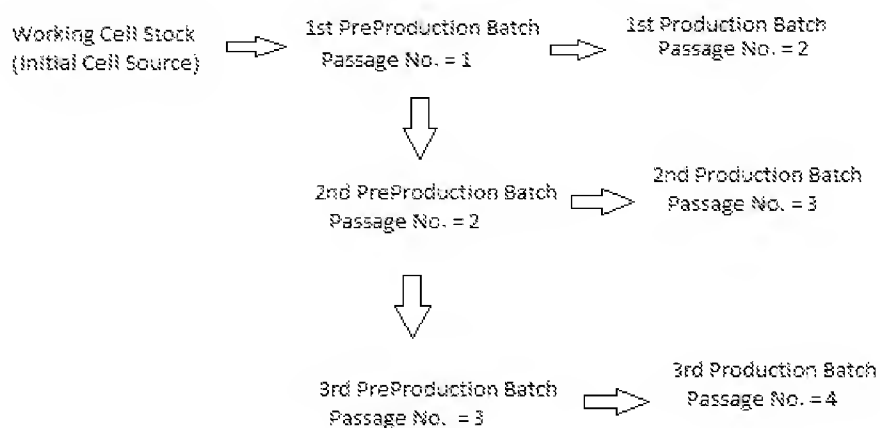 Working Cell Stock
(Initial Cell Source)
1st PreProduction Batch
Passage No. = 1
1st Production Batch
Passage No. = 2
2nd PreProduction Batch
Passage No. = 2
2nd Production Batch
Passage No. = 3
3rd PreProduction Batch
Passage No. = 3
3rd Production Batch
Passage No. = 4